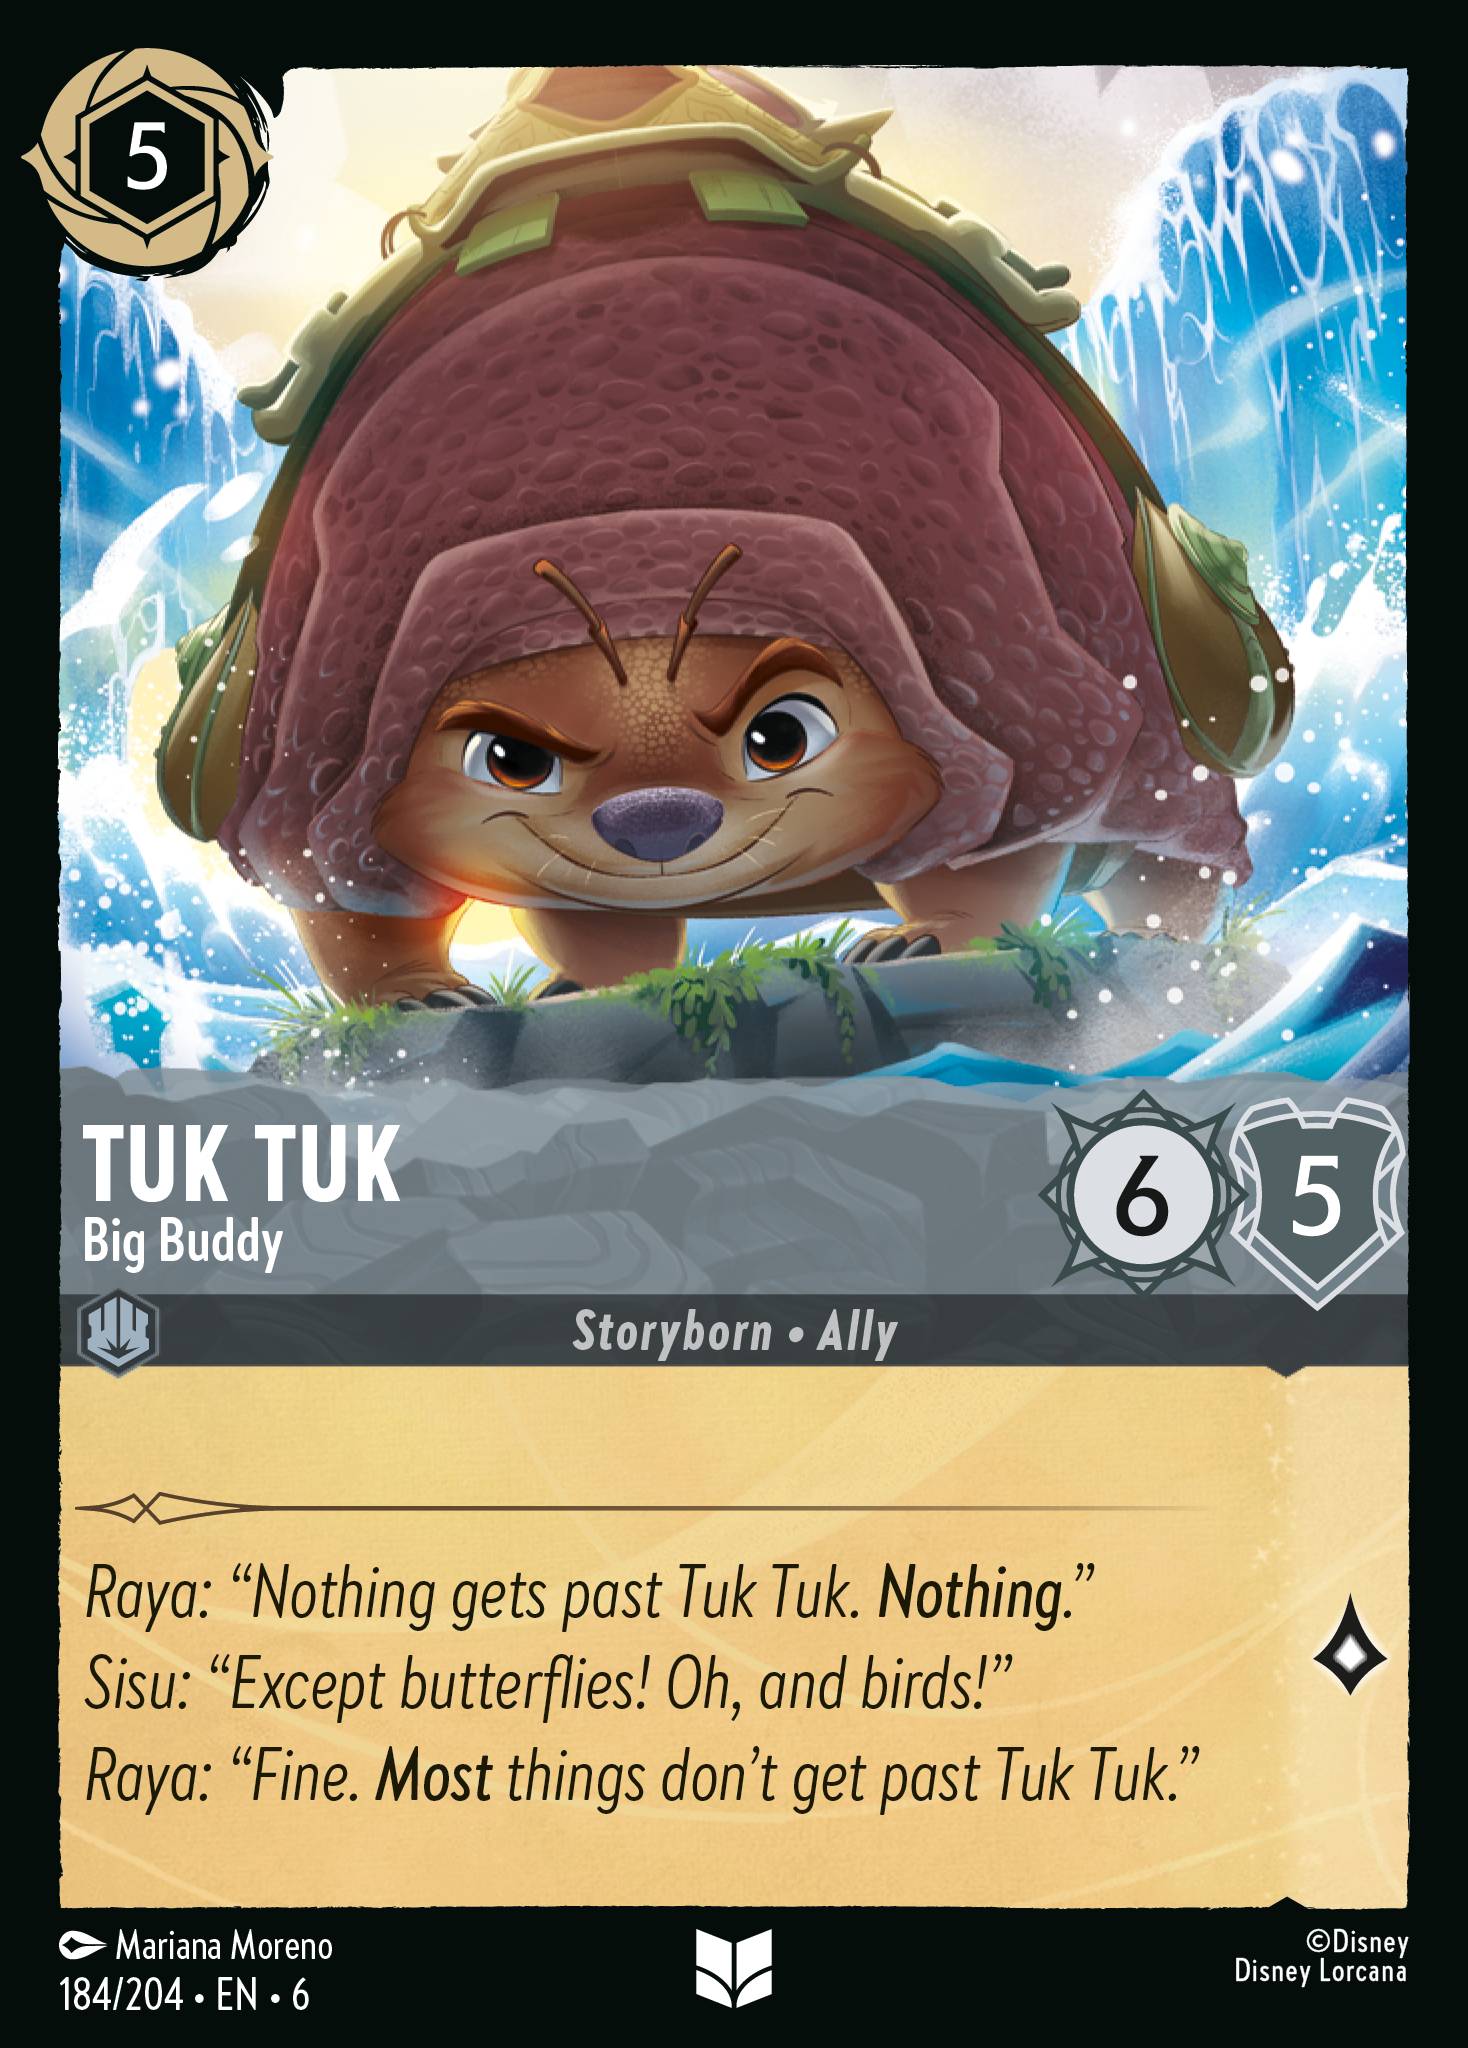 5
TUK TUK
Big Buddy
6
5
Storyborn • Ally
Raya: “Nothing gets past Tuk Tuk. Nothing.”
Sisu: “Except butterflies! Oh, and birds!”
Raya: “Fine. Most things don’t get past Tuk Tuk.”
Mariana Moreno
184/204 • EN • 6
©Disney
Disney Lorcana